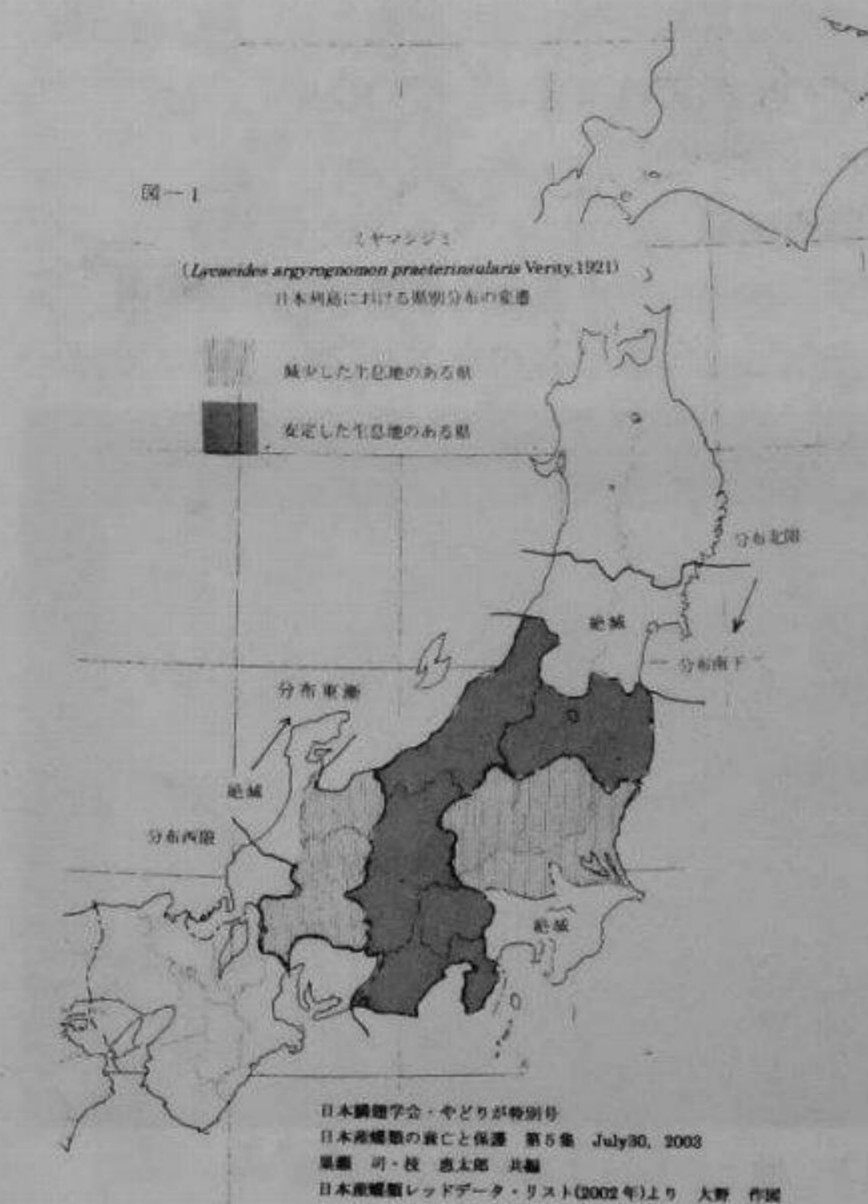 図－1
ミヤマシジミ
(Lycaeides argyrognomon praeterinsularis Verity,1921)
日本列島における県別分布の変遷
減少した生息地のある県
安定した生息地のある県
分布北限
絶滅
分布南下
分布東漸
絶滅
分布西限
絶滅
日本鱗翅学会・やどりが特別号
日本産蝶類の衰亡と保護 第5集 July30, 2003
司・枝 恵太郎 共編
日本産蝶類レッドデータ・リスト(2002年)より 大野 作図